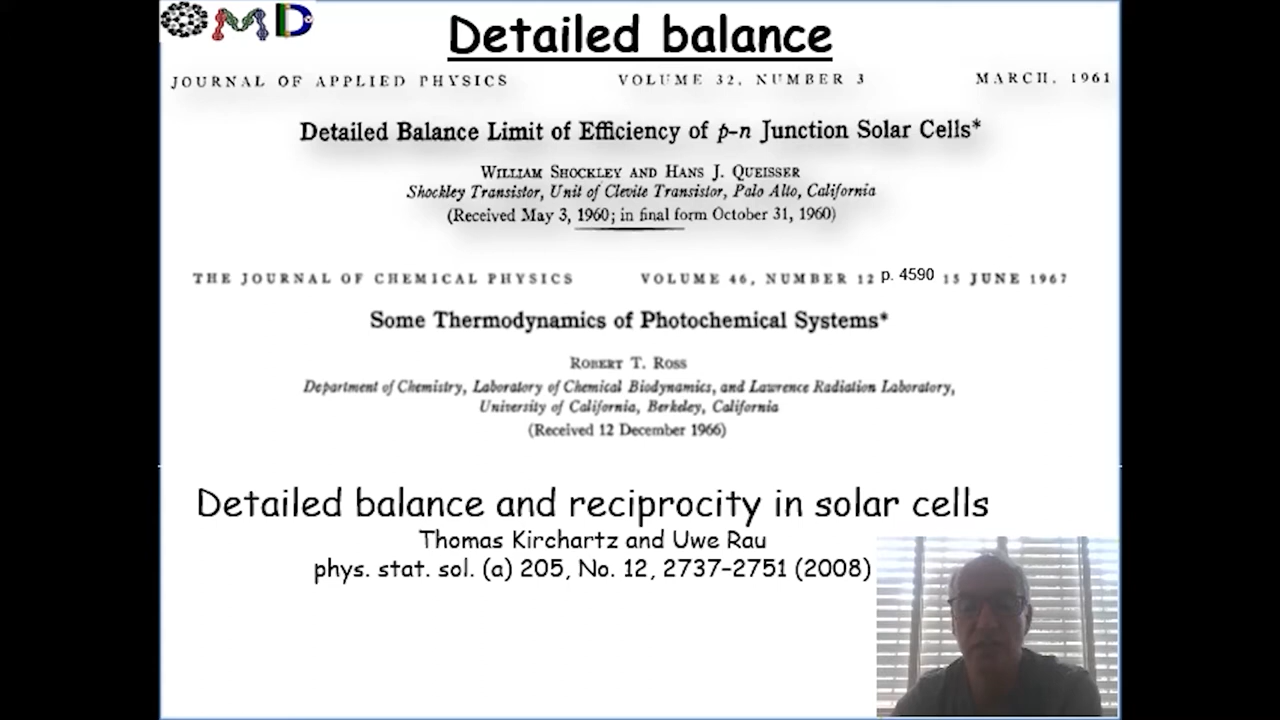 OMD
Detailed balance
JOURNAL OF APPLIED PHYSICS VOLUME 32, NUMBER 3 MARCH, 1961
Detailed Balance Limit of Efficiency of p-n Junction Solar Cells*
WILLIAM SHOCKLEY AND HANS J. QUEISSER
Shockley Transistor, Unit of Clevite Transistor, Palo Alto, California
(Received May 3, 1960; in final form October 31, 1960)
THE JOURNAL OF CHEMICAL PHYSICS VOLUME 46, NUMBER 12 p. 4590 15 JUNE 1967
Some Thermodynamics of Photochemical Systems*
ROBERT T. ROSS
Department of Chemistry, Laboratory of Chemical Biodynamics, and Lawrence Radiation Laboratory,
University of California, Berkeley, California
(Received 12 December 1966)
Detailed balance and reciprocity in solar cells
Thomas Kirchartz and Uwe Rau
phys. stat. sol. (a) 205, No. 12, 2737–2751 (2008)